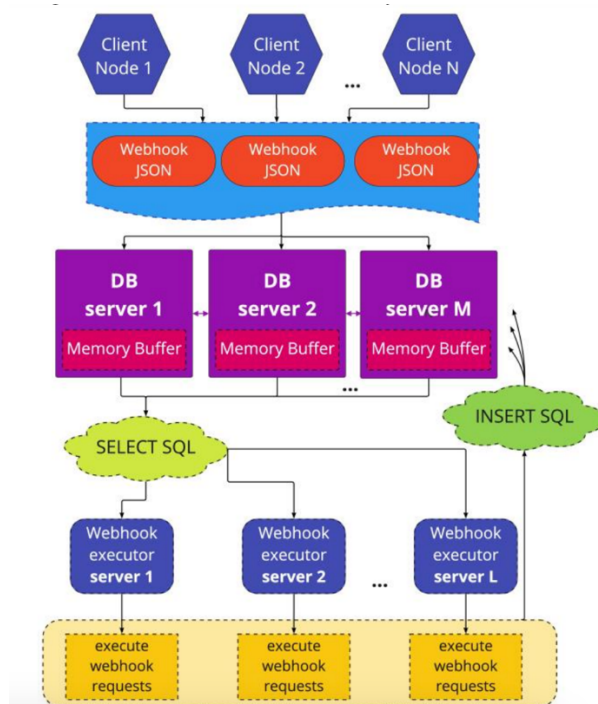 Client
Node 1
Client
Node 2
...
Client
Node N
Webhook
JSON
Webhook
JSON
Webhook
JSON
DB
server 1
Memory Buffer
DB
server 2
Memory Buffer
DB
server M
Memory Buffer
...
SELECT SQL
INSERT SQL
Webhook
executor
server 1
Webhook
executor
server 2
...
Webhook
executor
server L
execute
webhook
requests
execute
webhook
requests
execute
webhook
requests